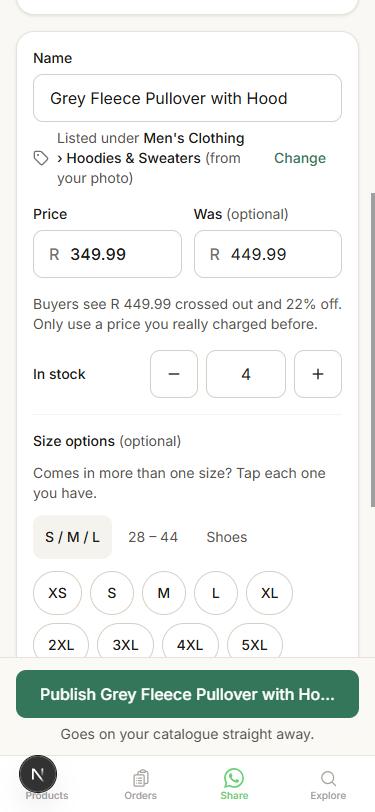 Name
Grey Fleece Pullover with Hood
Listed under Men's Clothing
› Hoodies & Sweaters (from
your photo)
Change
Price
Was (optional)
R 349.99
R 449.99
Buyers see R 449.99 crossed out and 22% off.
Only use a price you really charged before.
In stock
−
4
+
Size options (optional)
Comes in more than one size? Tap each one
you have.
S / M / L
28 – 44
Shoes
XS
S
M
L
XL
2XL
3XL
4XL
5XL
Publish Grey Fleece Pullover with Ho...
Goes on your catalogue straight away.
N
Products
Orders
Share
Explore